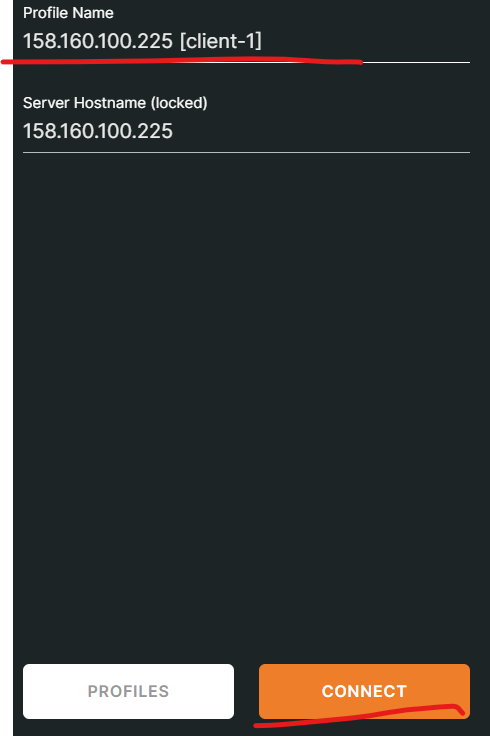 Profile Name
158.160.100.225 [client-1]
Server Hostname (locked)
158.160.100.225
PROFILES
CONNECT